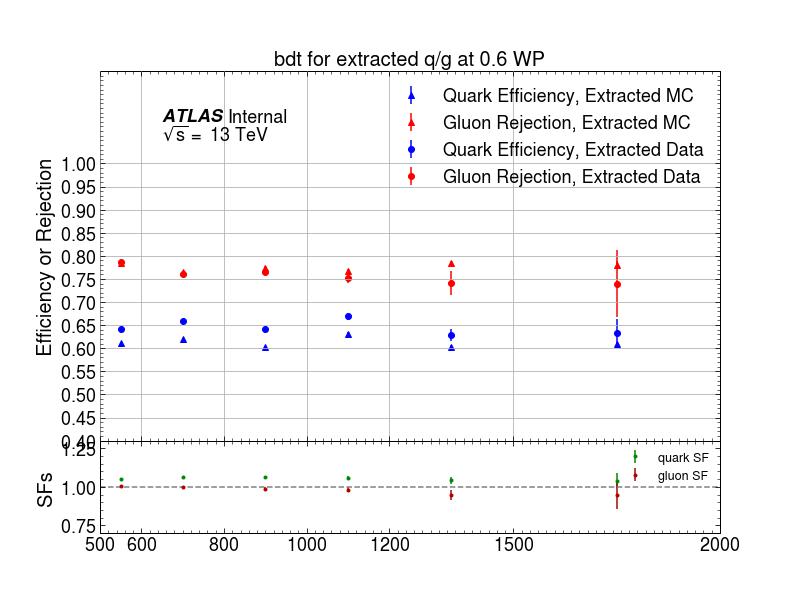 bdt for extracted q/g at 0.6 WP
ATLAS Internal
√s = 13 TeV
Quark Efficiency, Extracted MC
Gluon Rejection, Extracted MC
Quark Efficiency, Extracted Data
Gluon Rejection, Extracted Data
Efficiency or Rejection
1.00
0.95
0.90
0.85
0.80
0.75
0.70
0.65
0.60
0.55
0.50
0.45
0.40
SFs
1.25
1.00
0.75
quark SF
gluon SF
500 600 800 1000 1200 1500 2000